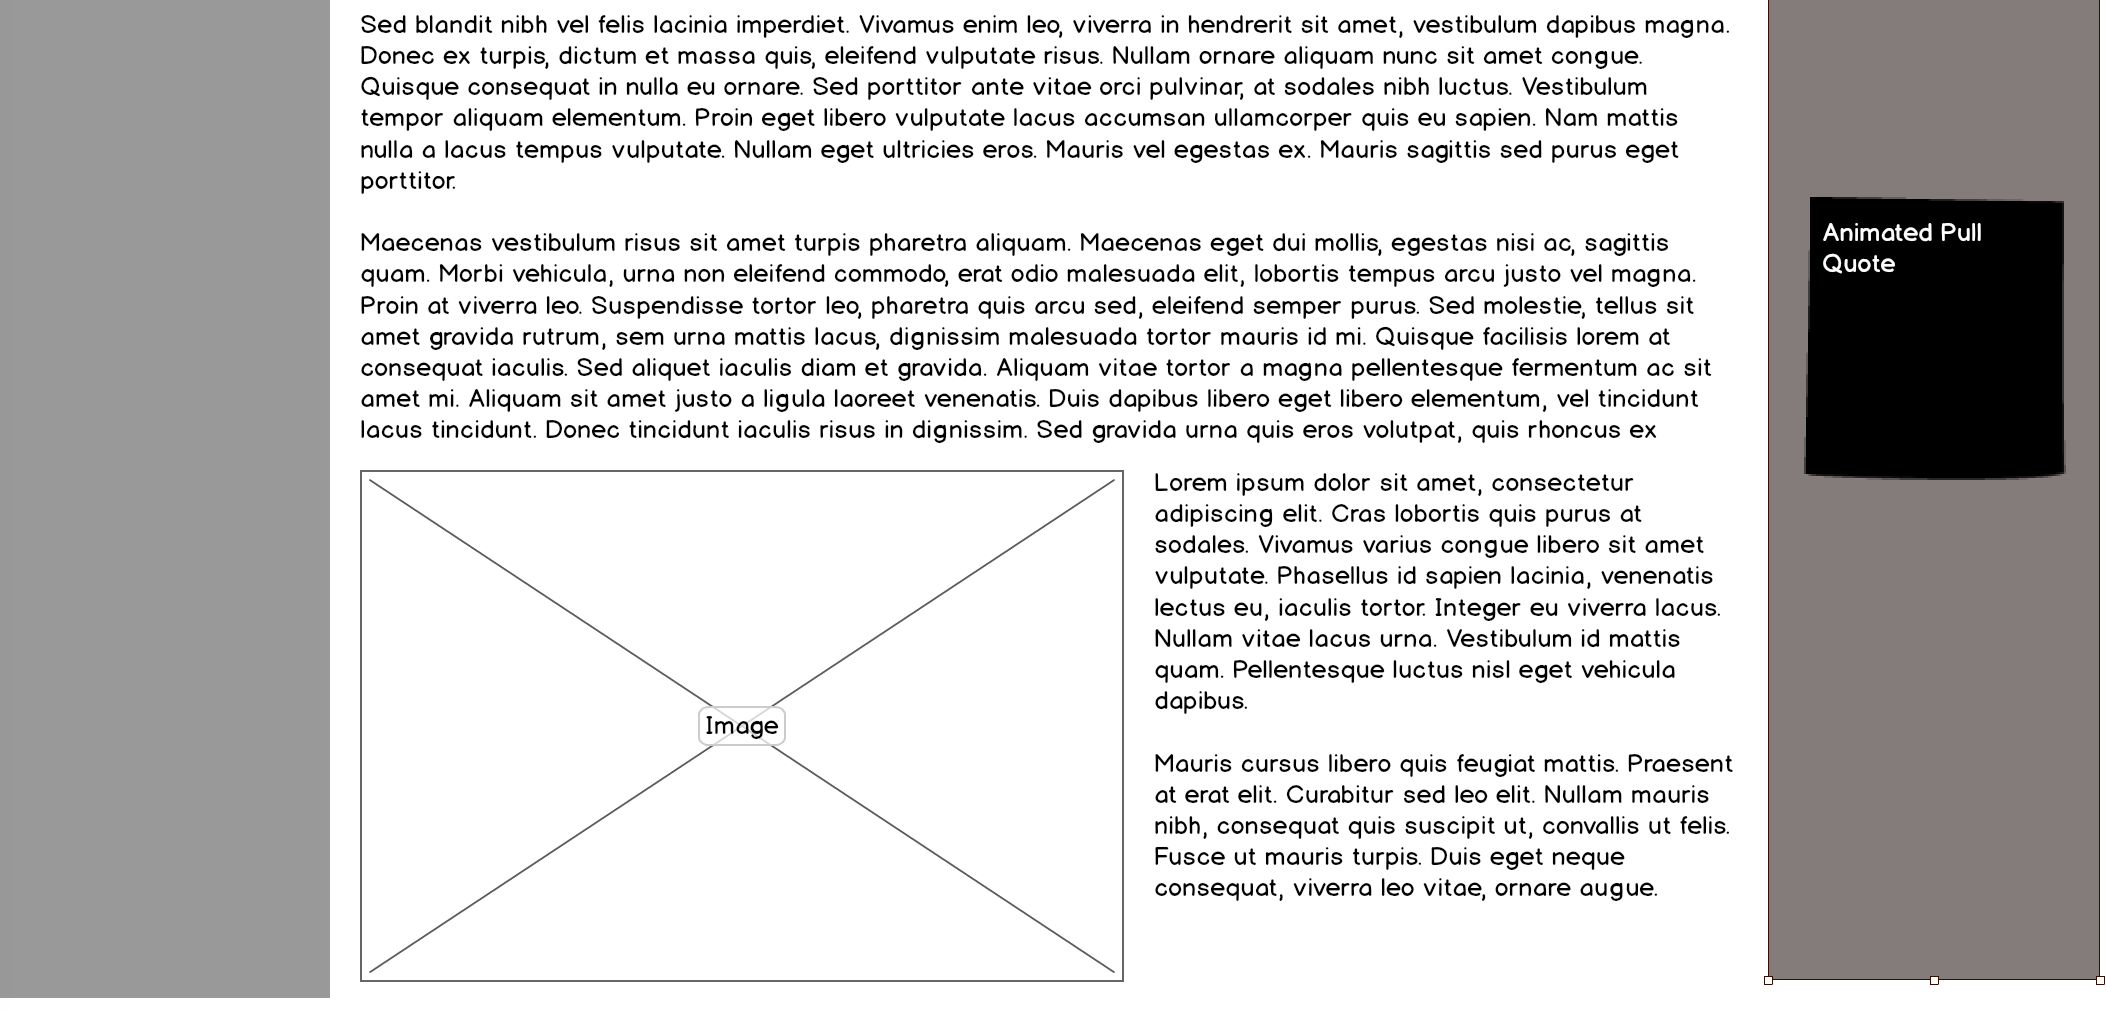 Sed blandit nibh vel felis lacinia imperdiet. Vivamus enim leo, viverra in hendrerit sit amet, vestibulum dapibus magna.
Donec ex turpis, dictum et massa quis, eleifend vulputate risus. Nullam ornare aliquam nunc sit amet congue.
Quisque consequat in nulla eu ornare. Sed porttitor ante vitae orci pulvinar, at sodales nibh luctus. Vestibulum
tempor aliquam elementum. Proin eget libero vulputate lacus accumsan ullamcorper quis eu sapien. Nam mattis
nulla a lacus tempus vulputate. Nullam eget ultricies eros. Mauris vel egestas ex. Mauris sagittis sed purus eget
porttitor.
Maecenas vestibulum risus sit amet turpis pharetra aliquam. Maecenas eget dui mollis, egestas nisi ac, sagittis
quam. Morbi vehicula, urna non eleifend commodo, erat odio malesuada elit, lobortis tempus arcu justo vel magna.
Proin at viverra leo. Suspendisse tortor leo, pharetra quis arcu sed, eleifend semper purus. Sed molestie, tellus sit
amet gravida rutrum, sem urna mattis lacus, dignissim malesuada tortor mauris id mi. Quisque facilisis lorem at
consequat iaculis. Sed aliquet iaculis diam et gravida. Aliquam vitae tortor a magna pellentesque fermentum ac sit
amet mi. Aliquam sit amet justo a ligula laoreet venenatis. Duis dapibus libero eget libero elementum, vel tincidunt
lacus tincidunt. Donec tincidunt iaculis risus in dignissim. Sed gravida urna quis eros volutpat, quis rhoncus ex
Image
Lorem ipsum dolor sit amet, consectetur
adipiscing elit. Cras lobortis quis purus at
sodales. Vivamus varius congue libero sit amet
vulputate. Phasellus id sapien lacinia, venenatis
lectus eu, iaculis tortor. Integer eu viverra lacus.
Nullam vitae lacus urna. Vestibulum id mattis
quam. Pellentesque luctus nisl eget vehicula
dapibus.
Mauris cursus libero quis feugiat mattis. Praesent
at erat elit. Curabitur sed leo elit. Nullam mauris
nibh, consequat quis suscipit ut, convallis ut felis.
Fusce ut mauris turpis. Duis eget neque
consequat, viverra leo vitae, ornare augue.
Animated Pull
Quote